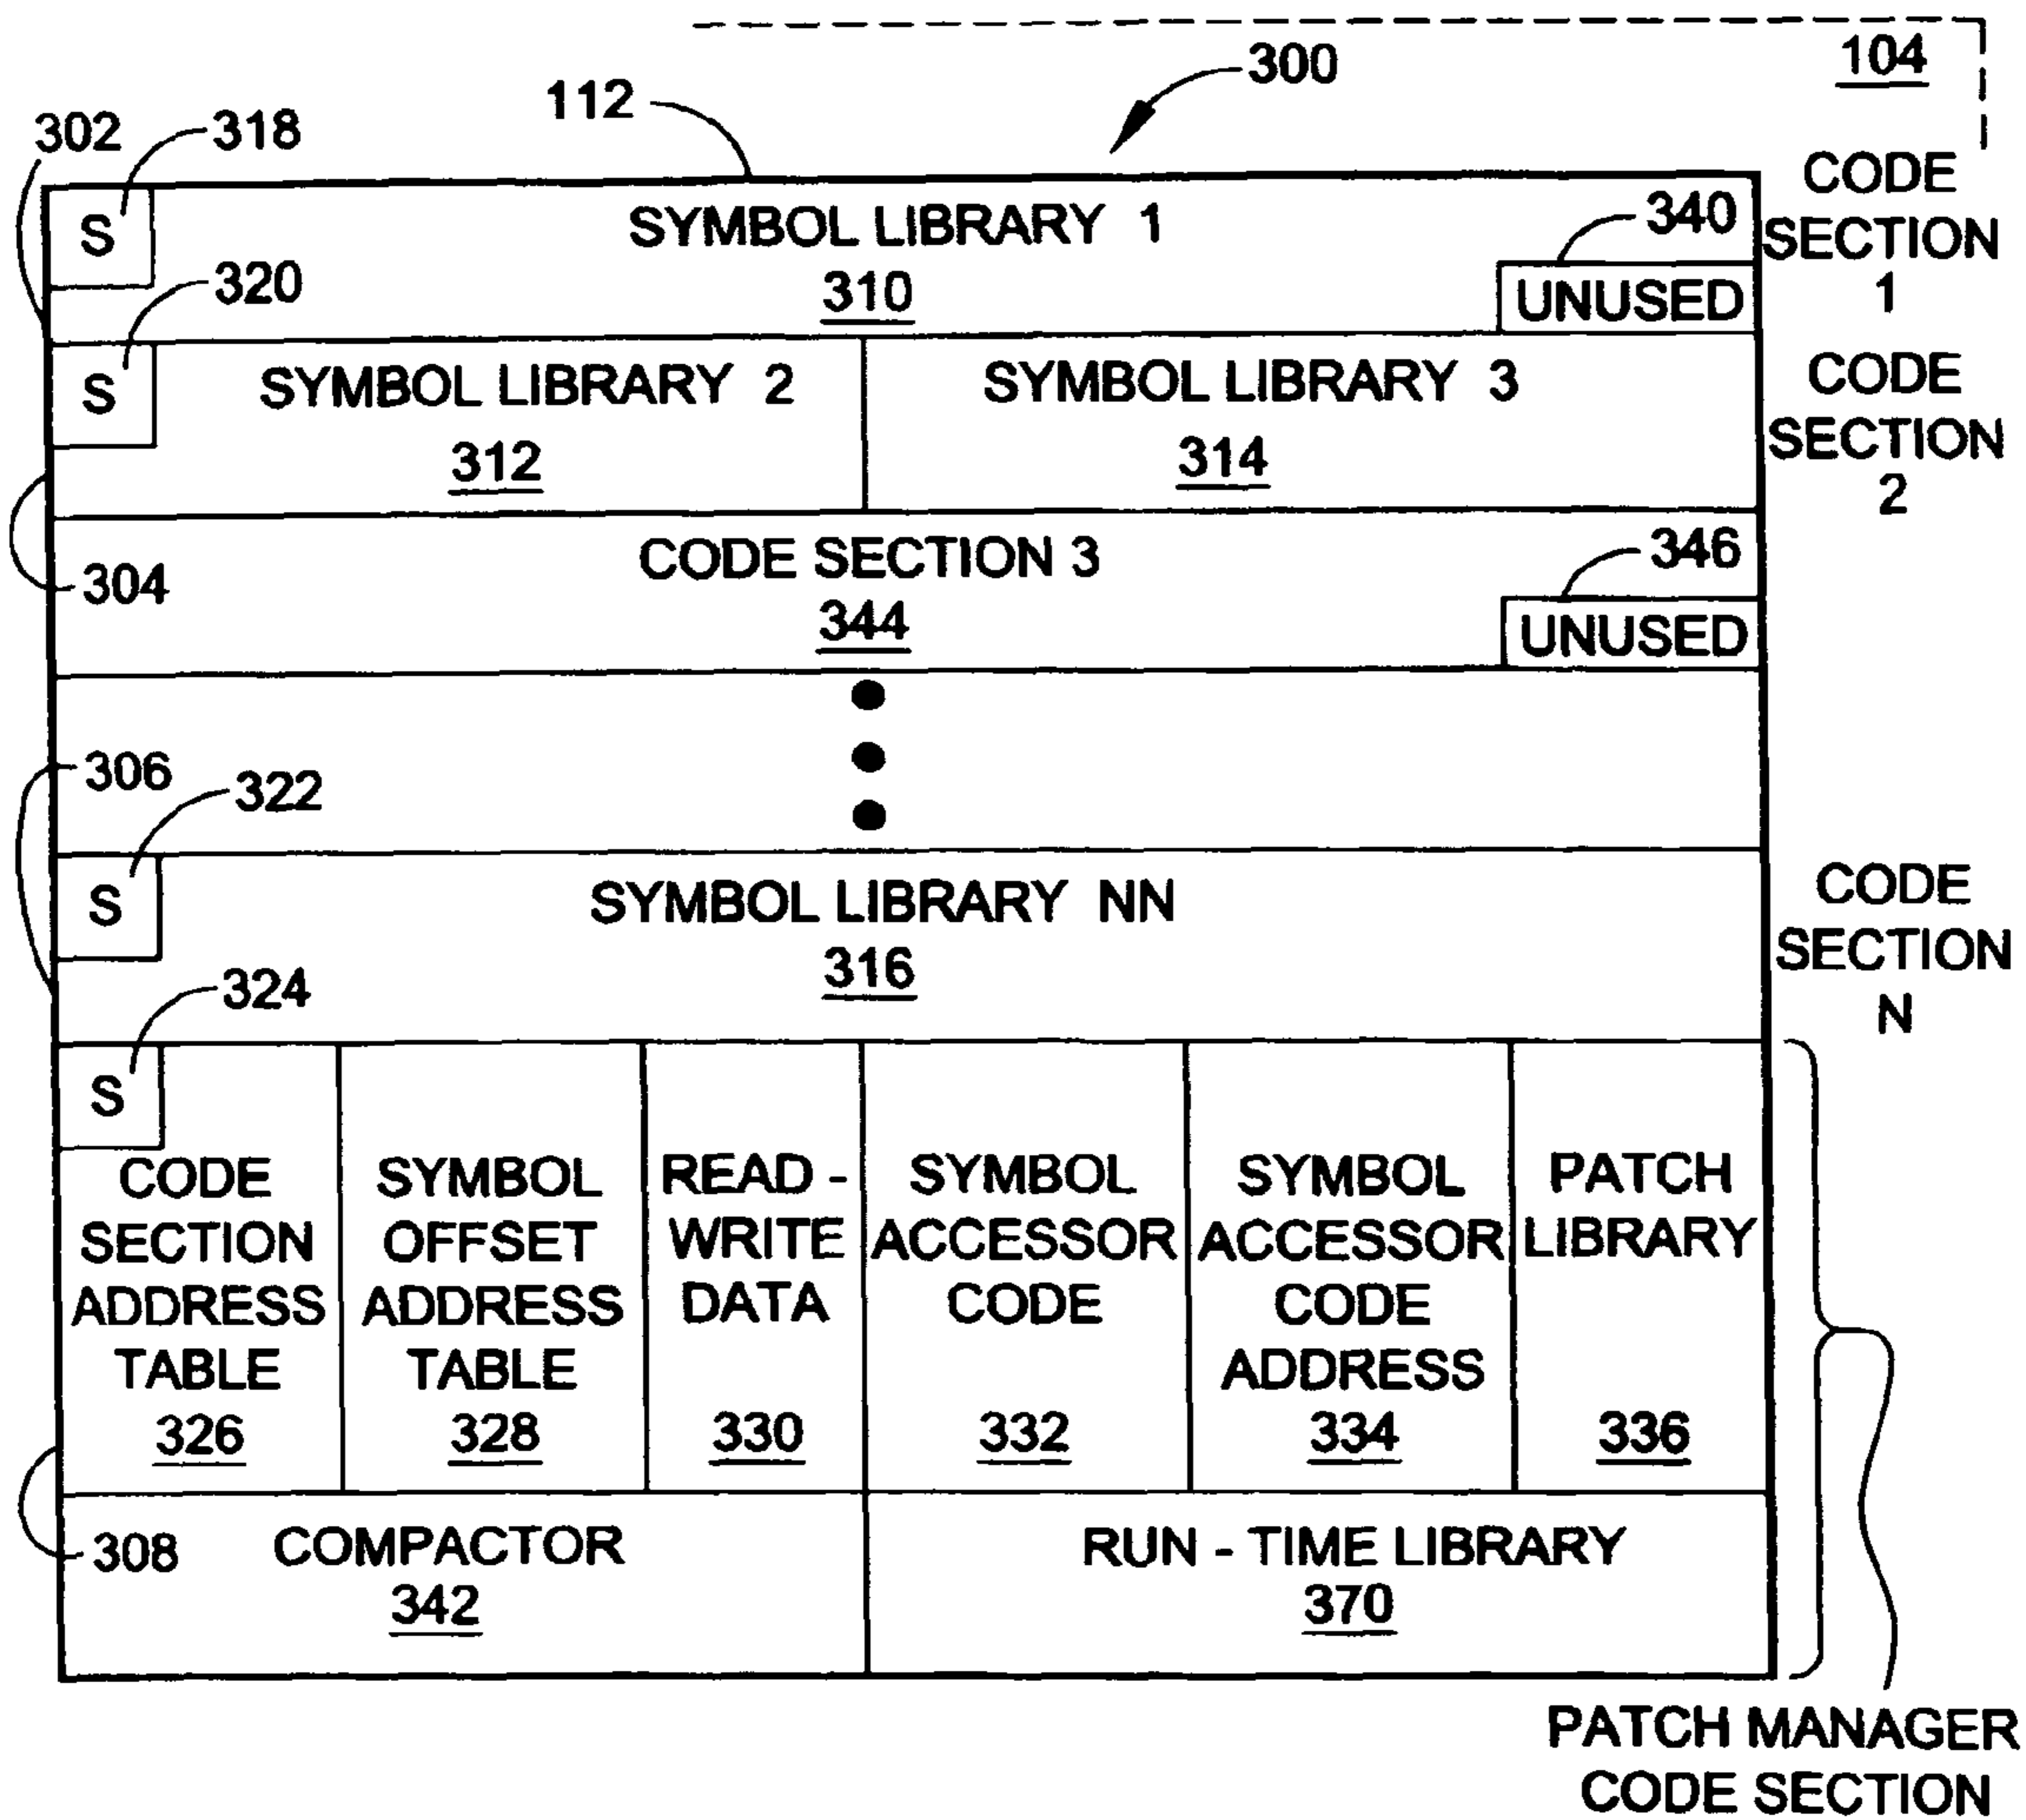 104
300
112
302
318
S
SYMBOL LIBRARY 1
310
340
UNUSED
CODE
SECTION
1
320
S
SYMBOL LIBRARY 2
312
SYMBOL LIBRARY 3
314
CODE
SECTION
2
304
CODE SECTION 3
344
346
UNUSED
306
322
S
SYMBOL LIBRARY NN
316
CODE
SECTION
N
324
S
CODE
SECTION
ADDRESS
TABLE
326
SYMBOL
OFFSET
ADDRESS
TABLE
328
READ -
WRITE
DATA
330
SYMBOL
ACCESSOR
CODE
332
SYMBOL
ACCESSOR
CODE
ADDRESS
334
PATCH
LIBRARY
336
308
COMPACTOR
342
RUN - TIME LIBRARY
370
PATCH MANAGER
CODE SECTION